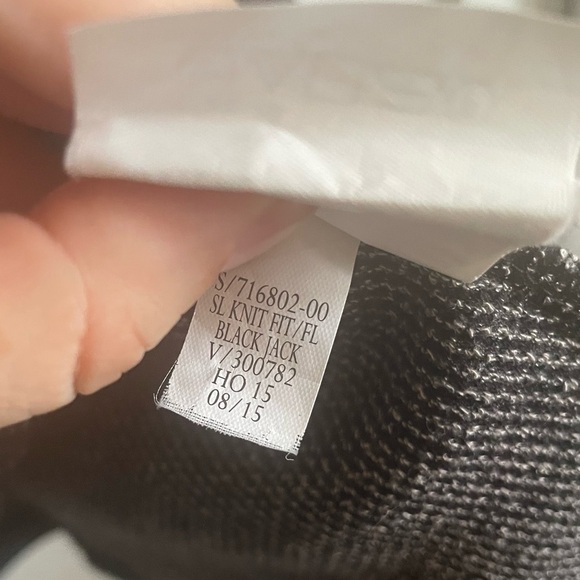 S/716802-00
SL KNIT FIT/FL
BLACK JACK
V/300782
HO 15
08/15